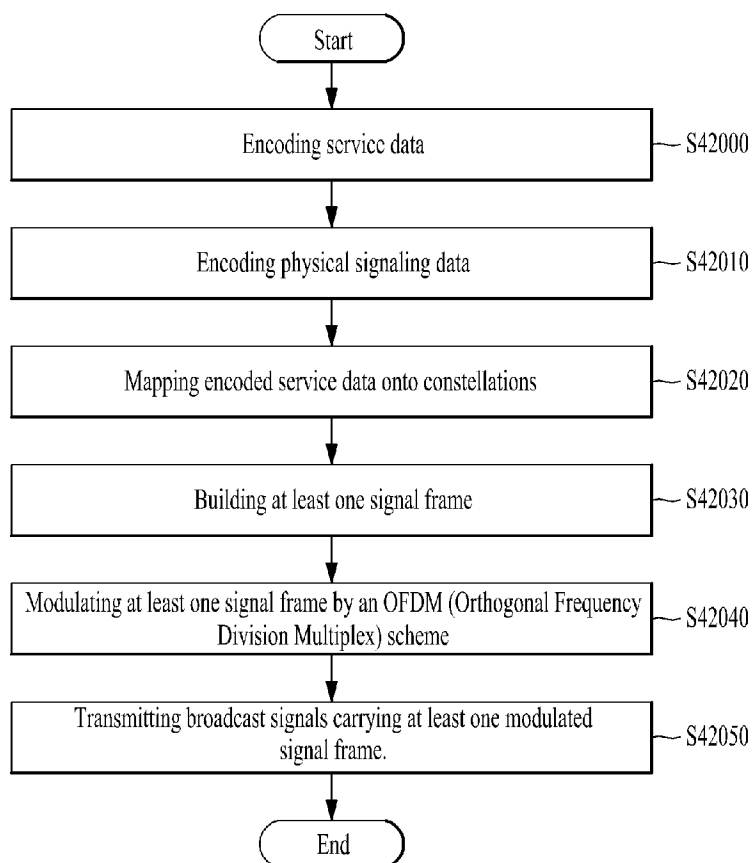 Start
Encoding service data
S42000
Encoding physical signaling data
S42010
Mapping encoded service data onto constellations
S42020
Building at least one signal frame
S42030
Modulating at least one signal frame by an OFDM (Orthogonal Frequency
Division Multiplex) scheme
S42040
Transmitting broadcast signals carrying at least one modulated
signal frame.
S42050
End